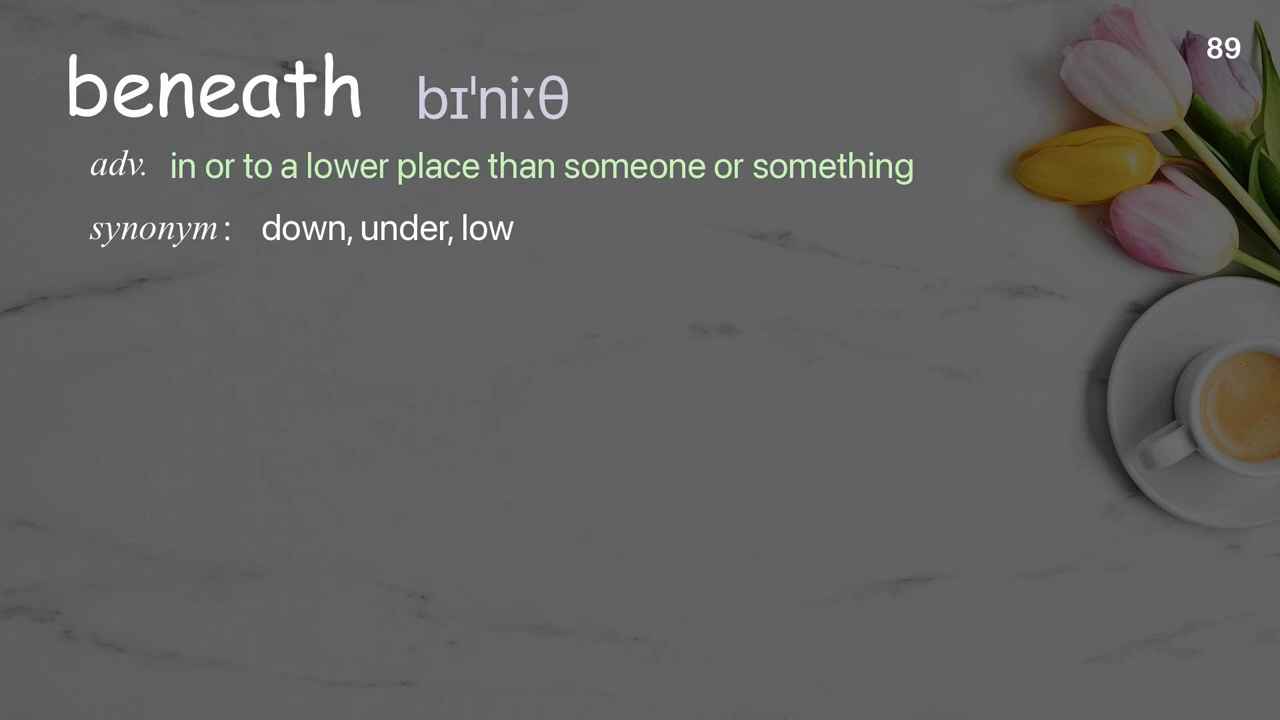 89
beneath bɪˈniːθ
adv. in or to a lower place than someone or something
synonym: down, under, low